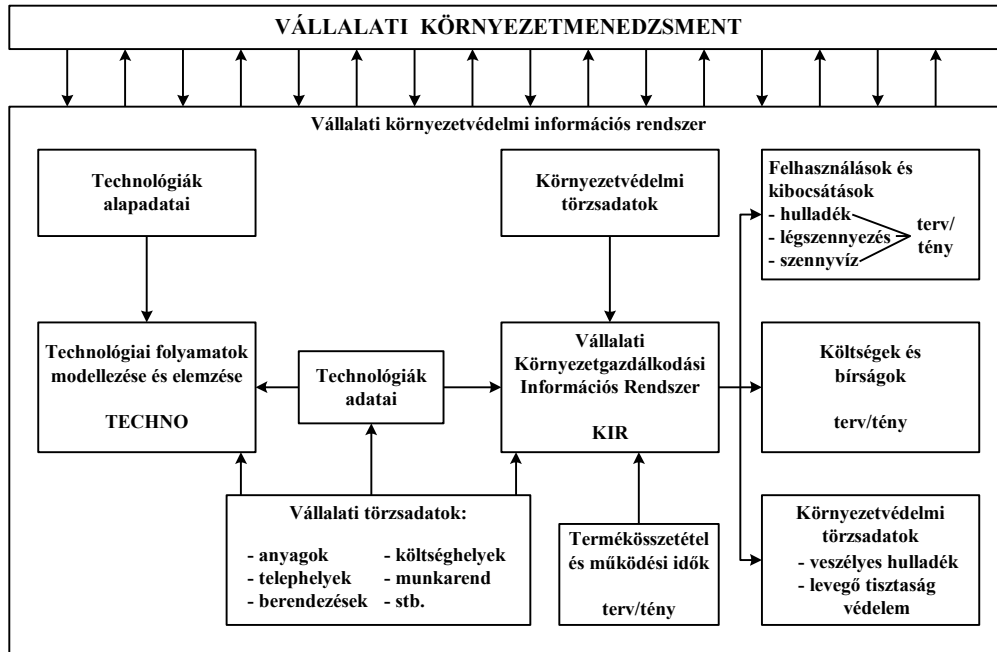 VÁLLALATI KÖRNYEZETMENEDZSMENT
Vállalati környezetvédelmi információs rendszer
Technológiák
alapadatai
Környezetvédelmi
törzsadatok
Felhasználások és
kibocsátások
- hulladék
- légszennyezés
- szennyvíz
terv/
tény
Technológiai folyamatok
modellezése és elemzése
TECHNO
Technológiák
adatai
Vállalati
Környezetgazdálkodási
Információs Rendszer
KIR
Költségek és
bírságok
terv/tény
Vállalati törzsadatok:
- anyagok - költséghelyek
- telephelyek - munkarend
- berendezések - stb.
Termékösszetétel
és működési idők
terv/tény
Környezetvédelmi
törzsadatok
- veszélyes hulladék
- levegő tisztaság
védelem